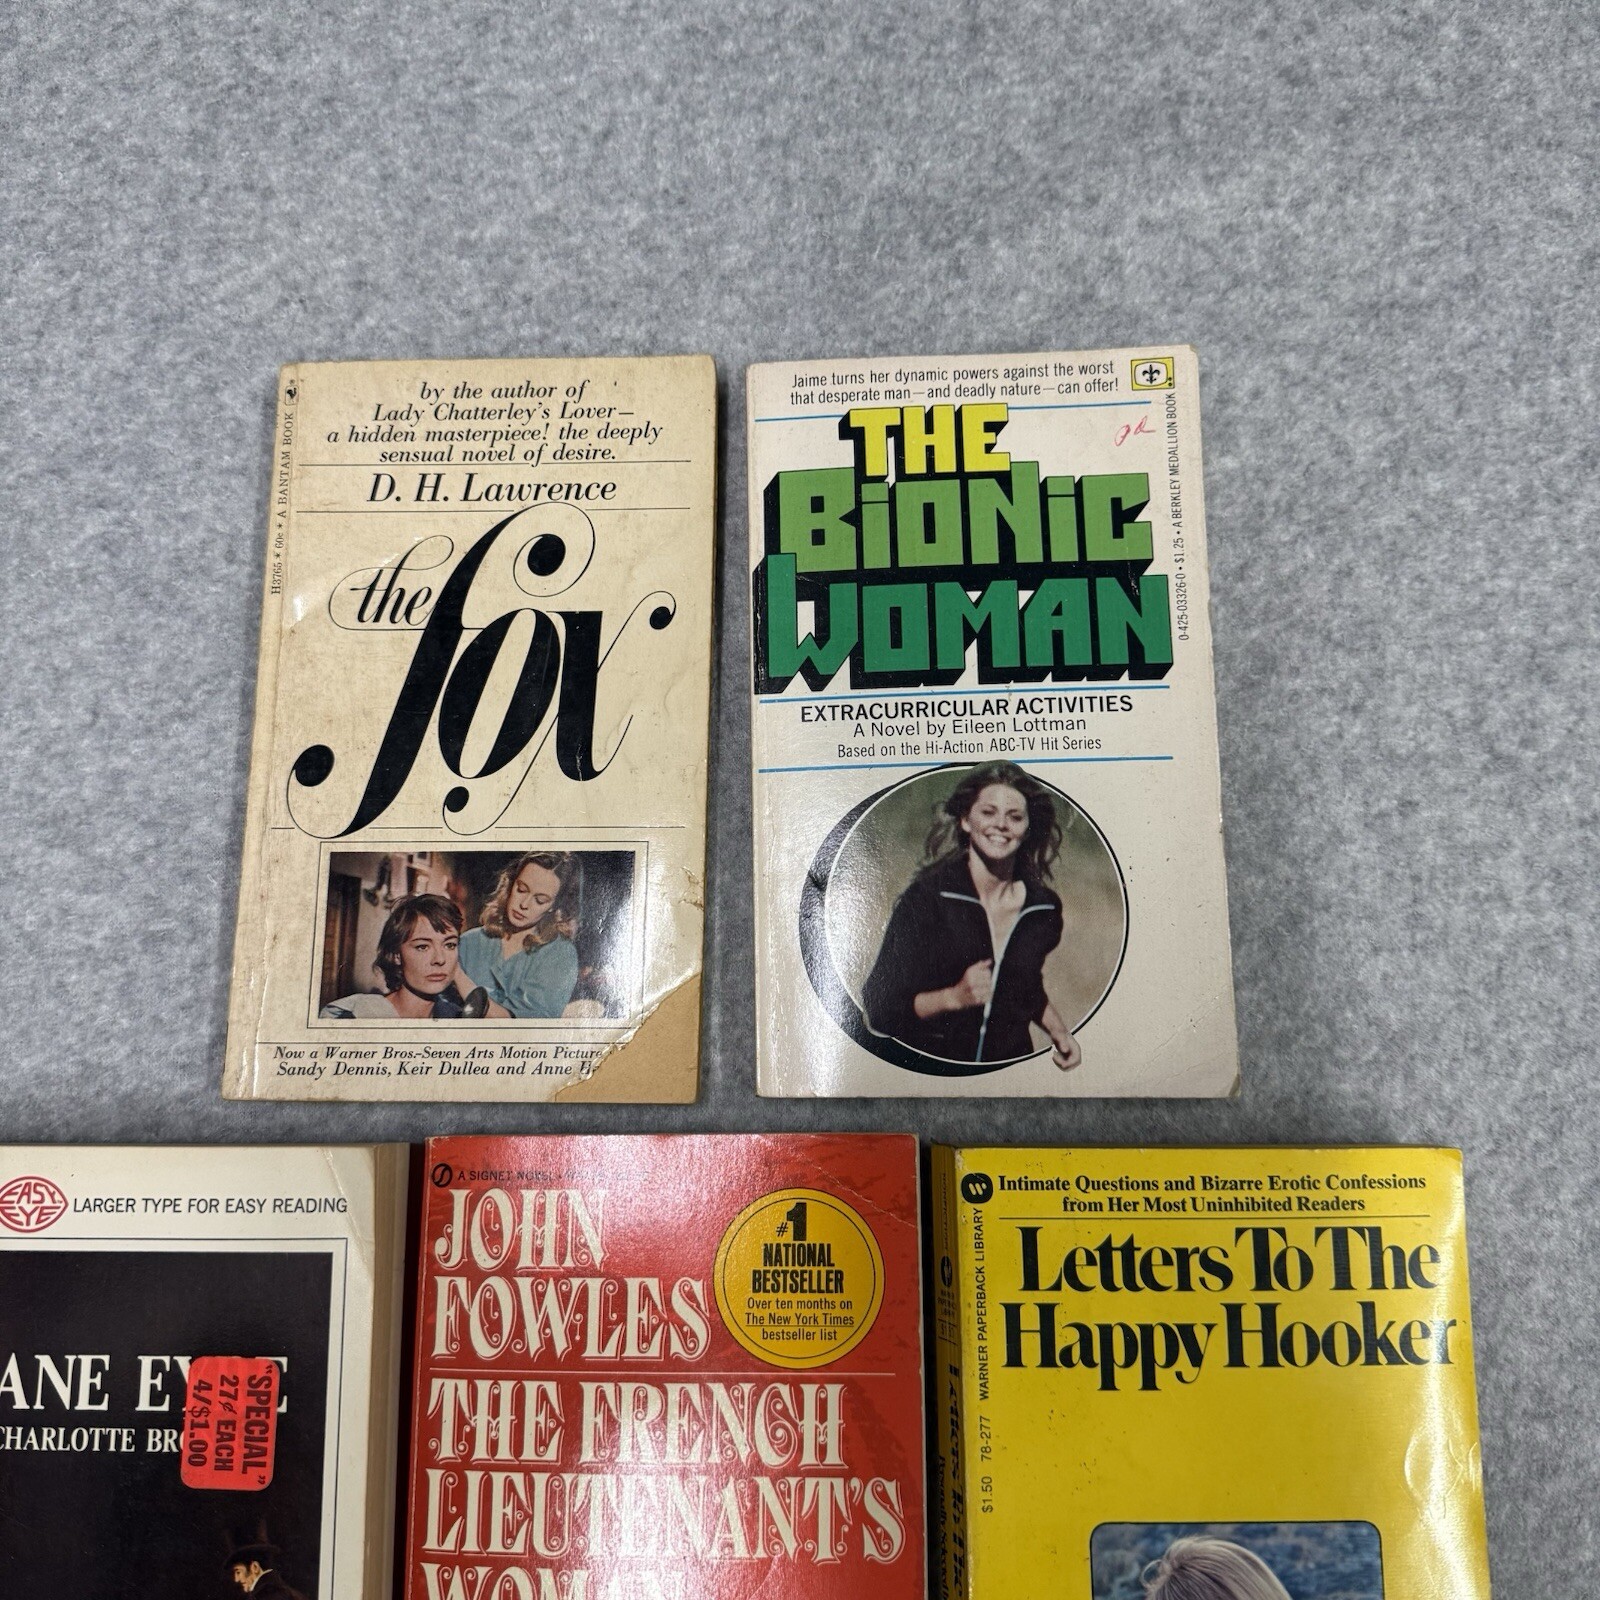 by the author of
Lady Chatterley's Lover—
a hidden masterpiece! the deeply
sensual novel of desire.
D. H. Lawrence
the fox
H3765 * 60¢ * A BANTAM BOOK
Now a Warner Bros.-Seven Arts Motion Picture
Sandy Dennis, Keir Dullea and Anne
Jaime turns her dynamic powers against the worst
that desperate man—and deadly nature—can offer!
THE
BiONiC
WOMAN
0-425-03326-0 • $1.25 • A BERKLEY MEDALLION BOOK
EXTRACURRICULAR ACTIVITIES
A Novel by Eileen Lottman
Based on the Hi-Action ABC-TV Hit Series
EASY
EYE
LARGER TYPE FOR EASY READING
ANE EY E
CHARLOTTE BRO
"SPECIAL"
27¢ EACH
4/$1.00
A SIGNET NOVEL
JOHN
FOWLES
#1
NATIONAL
BESTSELLER
Over ten months on
The New York Times
bestseller list
THE FRENCH
LIEUTENANT'S
WOMAN
Intimate Questions and Bizarre Erotic Confessions
from Her Most Uninhibited Readers
Letters To The
Happy Hooker
$1.50 78-277 WARNER PAPERBACK LIBRARY